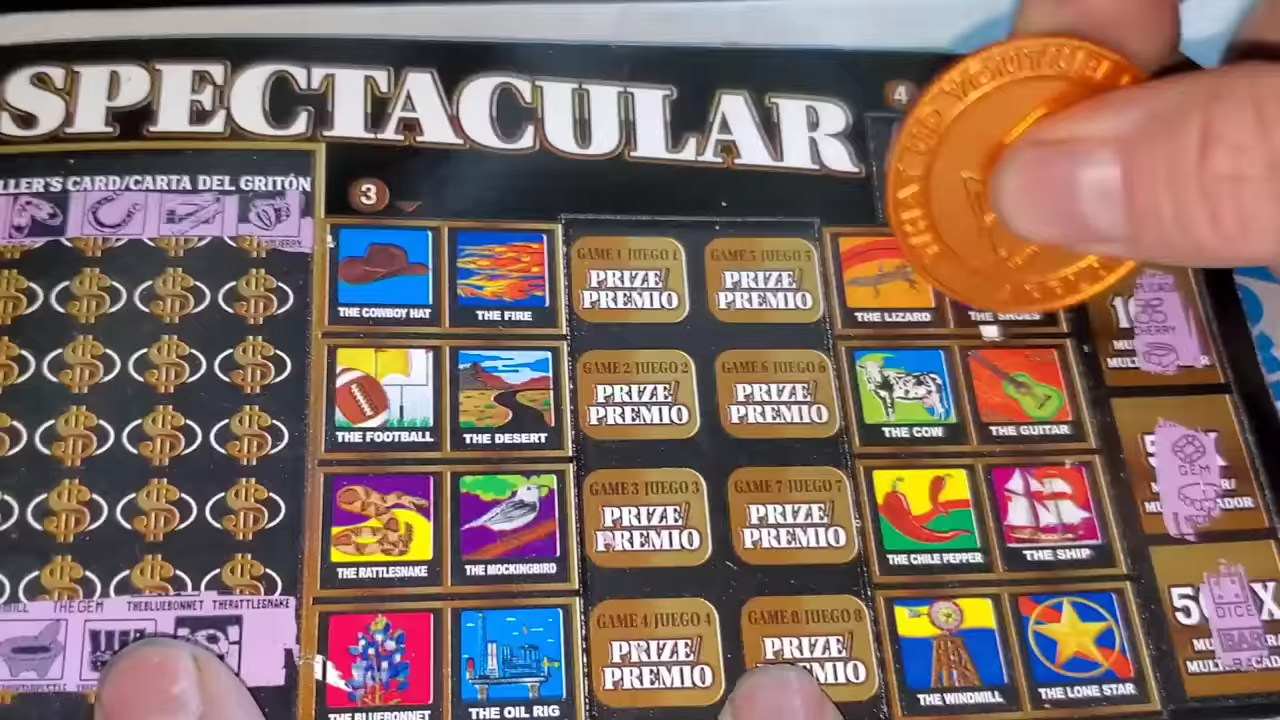 SPECTACULAR
LLER'S CARD/CARTA DEL GRITÓN
3
4
THE COWBOY HAT
THE FIRE
THE FOOTBALL
THE DESERT
THE RATTLESNAKE
THE MOCKINGBIRD
THE BLUEBONNET
THE OIL RIG
GAME 1 JUEGO 1
PRIZE/
PREMIO
GAME 5 JUEGO 5
PRIZE/
PREMIO
GAME 2 JUEGO 2
PRIZE/
PREMIO
GAME 6 JUEGO 6
PRIZE/
PREMIO
GAME 3 JUEGO 3
PRIZE/
PREMIO
GAME 7 JUEGO 7
PRIZE/
PREMIO
GAME 4/JUEGO 4
PRIZE/
PREMIO
GAME 8 JUEGO 8
PRIZE/
PREMIO
THE LIZARD
THE SHOES
THE COW
THE GUITAR
THE CHILE PEPPER
THE SHIP
THE WINDMILL
THE LONE STAR
CHERRY
GEM
DICE
BAR
MILL THE GEM THEBLUEBONNET THERATTLESNAKE